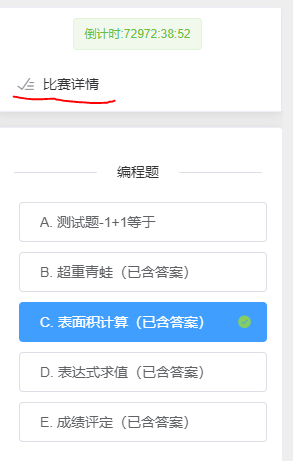 倒计时:72972:38:52
比赛详情
编程题
A. 测试题-1+1等于
B. 超重青蛙（已含答案）
C. 表面积计算（已含答案）
D. 表达式求值（已含答案）
E. 成绩评定（已含答案）